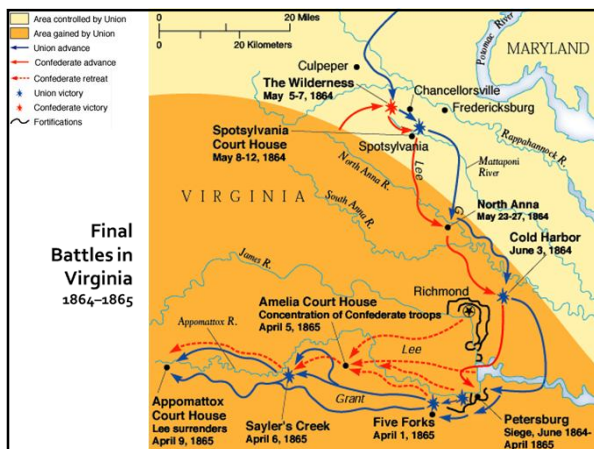 Area controlled by Union
Area gained by Union
Union advance
Confederate advance
Confederate retreat
Union victory
Confederate victory
Fortifications
0 20 Miles
0 20 Kilometers
Potomac River
MARYLAND
Culpeper
The Wilderness
May 5-7, 1864
Chancellorsville
Fredericksburg
Rappahannock R.
Spotsylvania
Court House
May 8-12, 1864
Spotsylvania
Lee
Mattaponi
River
North Anna R.
VIRGINIA
South Anna R.
G
North Anna
May 23-27, 1864
Final
Battles in
Virginia
1864–1865
Cold Harbor
June 3, 1864
James R.
Richmond
Amelia Court House
Concentration of Confederate troops
April 5, 1865
Appomattox R.
Lee
Grant
Appomattox
Court House
Lee surrenders
April 9, 1865
Sayler's Creek
April 6, 1865
Five Forks
April 1, 1865
Petersburg
Siege, June 1864-
April 1865